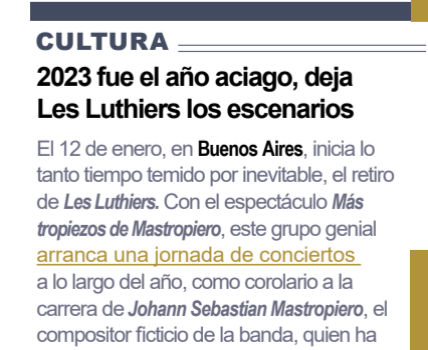 CULTURA
2023 fue el año aciago, deja
Les Luthiers los escenarios
El 12 de enero, en Buenos Aires, inicia lo
tanto tiempo temido por inevitable, el retiro
de Les Luthiers. Con el espectáculo Más
tropiezos de Mastropiero, este grupo genial
arranca una jornada de conciertos
a lo largo del año, como corolario a la
carrera de Johann Sebastian Mastropiero, el
compositor ficticio de la banda, quien ha